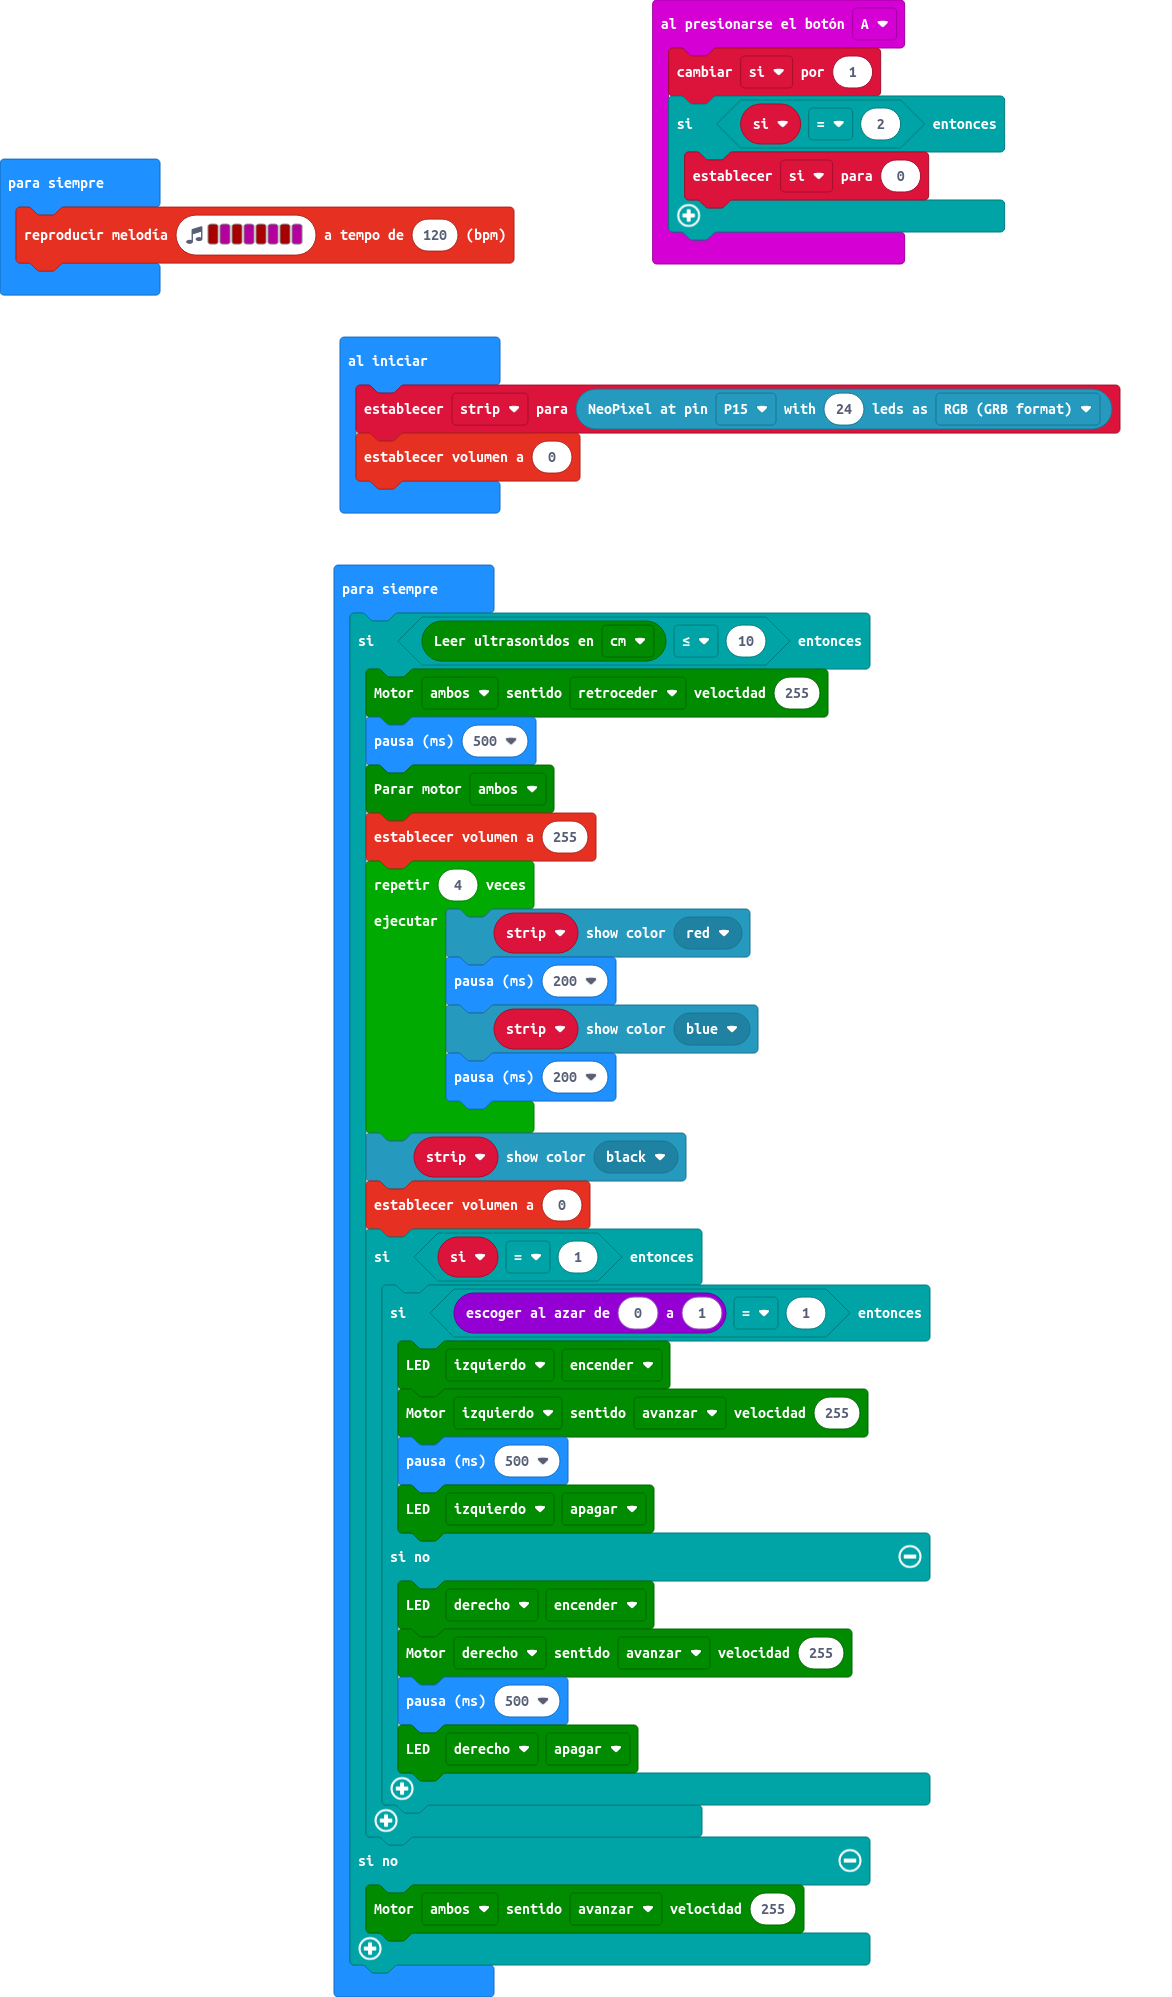 al presionarse el botón A
cambiar si por 1
si si = 2 entonces
establecer si para 0
para siempre
reproducir melodía a tempo de 120 (bpm)
al iniciar
establecer strip para NeoPixel at pin P15 with 24 leds as RGB (GRB format)
establecer volumen a 0
para siempre
si Leer ultrasonidos en cm ≤ 10 entonces
Motor ambos sentido retroceder velocidad 255
pausa (ms) 500
Parar motor ambos
establecer volumen a 255
repetir 4 veces
ejecutar
strip show color red
pausa (ms) 200
strip show color blue
pausa (ms) 200
strip show color black
establecer volumen a 0
si si = 1 entonces
si escoger al azar de 0 a 1 = 1 entonces
LED izquierdo encender
Motor izquierdo sentido avanzar velocidad 255
pausa (ms) 500
LED izquierdo apagar
si no
LED derecho encender
Motor derecho sentido avanzar velocidad 255
pausa (ms) 500
LED derecho apagar
si no
Motor ambos sentido avanzar velocidad 255